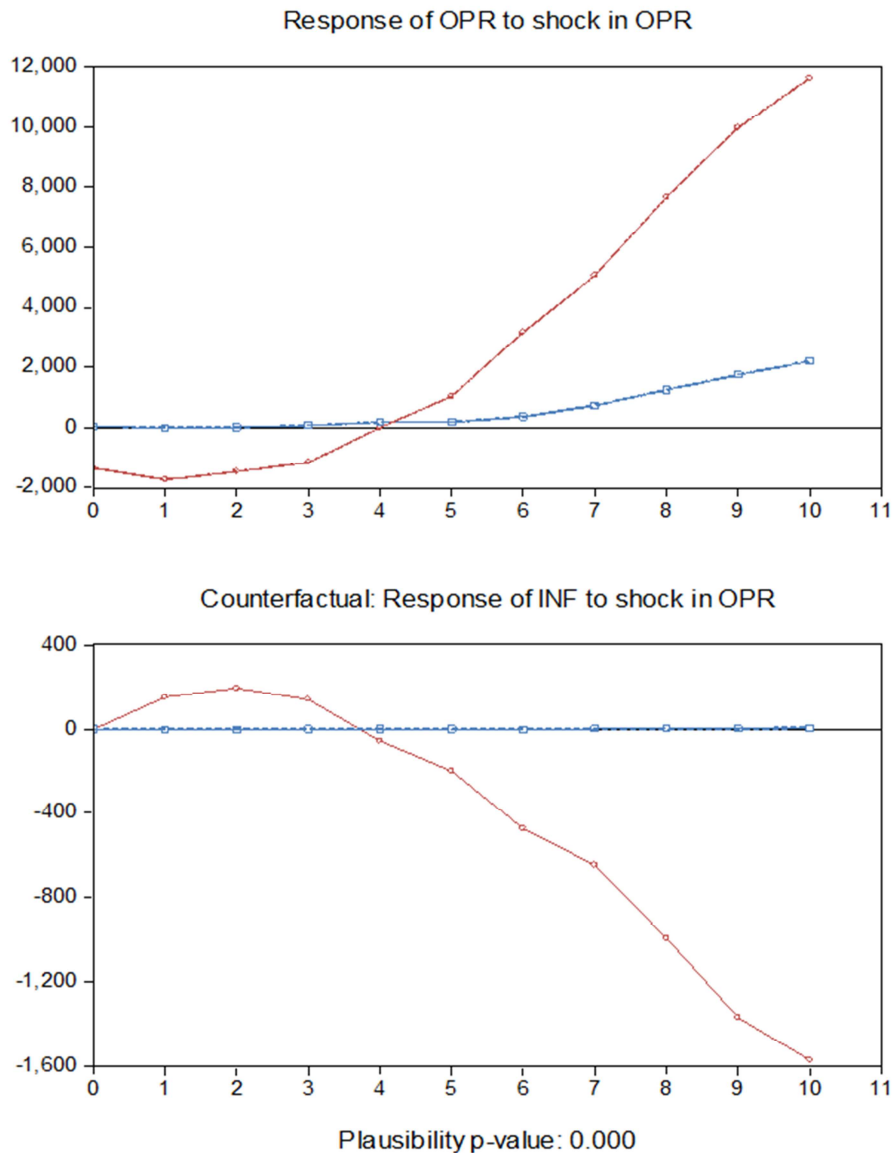 Response of OPR to shock in OPR
12,000
10,000
8,000
6,000
4,000
2,000
0
-2,000
0 1 2 3 4 5 6 7 8 9 10 11
Counterfactual: Response of INF to shock in OPR
400
0
-400
-800
-1,200
-1,600
0 1 2 3 4 5 6 7 8 9 10 11
Plausibility p-value: 0.000